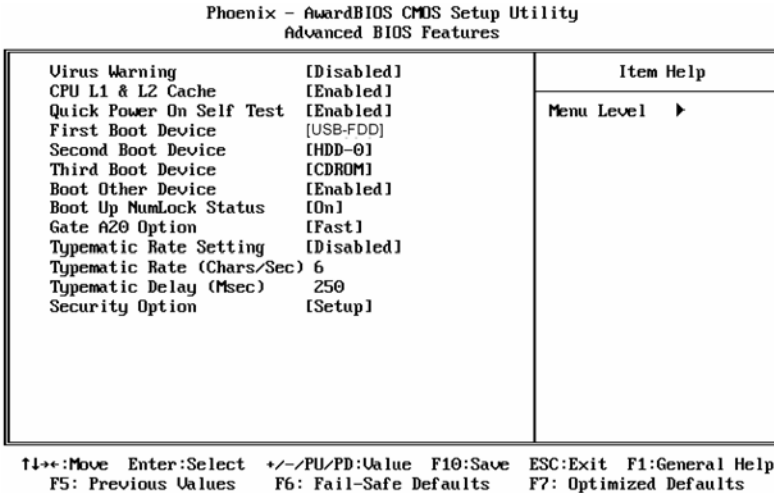 Phoenix - AwardBIOS CMOS Setup Utility
Advanced BIOS Features
Virus Warning [Disabled]
CPU L1 & L2 Cache [Enabled]
Quick Power On Self Test [Enabled]
First Boot Device [USB-FDD]
Second Boot Device [HDD-0]
Third Boot Device [CDROM]
Boot Other Device [Enabled]
Boot Up NumLock Status [On]
Gate A20 Option [Fast]
Typematic Rate Setting [Disabled]
Typematic Rate (Chars/Sec) 6
Typematic Delay (Msec) 250
Security Option [Setup]
Item Help
Menu Level ►
↑↓→←:Move Enter:Select +/-/PU/PD:Value F10:Save ESC:Exit F1:General Help
F5: Previous Values F6: Fail-Safe Defaults F7: Optimized Defaults